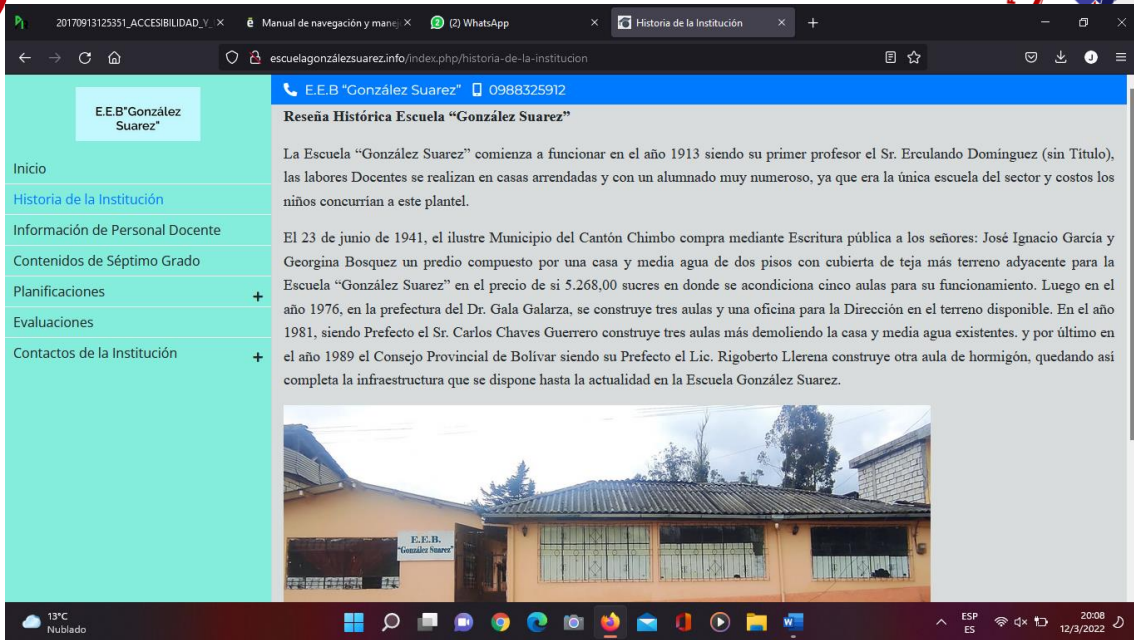 20170913125351_ACCESIBILIDAD_Y_
Manual de navegación y manej
(2) WhatsApp
Historia de la Institución
escuelagonzálezsuarez.info/index.php/historia-de-la-institucion
E.E.B"González
Suarez"
Inicio
Historia de la Institución
Información de Personal Docente
Contenidos de Séptimo Grado
Planificaciones +
Evaluaciones
Contactos de la Institución +
E.E.B “González Suarez” 0988325912
Reseña Histórica Escuela “González Suarez”
La Escuela “González Suarez” comienza a funcionar en el año 1913 siendo su primer profesor el Sr. Erculando Domínguez (sin Título),
las labores Docentes se realizan en casas arrendadas y con un alumnado muy numeroso, ya que era la única escuela del sector y costos los
niños concurrian a este plantel.
El 23 de junio de 1941, el ilustre Municipio del Cantón Chimbo compra mediante Escritura pública a los señores: José Ignacio García y
Georgina Bosquez un predio compuesto por una casa y media agua de dos pisos con cubierta de teja más terreno adyacente para la
Escuela “González Suarez” en el precio de si 5.268,00 sucres en donde se acondiciona cinco aulas para su funcionamiento. Luego en el
año 1976, en la prefectura del Dr. Gala Galarza, se construye tres aulas y una oficina para la Dirección en el terreno disponible. En el año
1981, siendo Prefecto el Sr. Carlos Chaves Guerrero construye tres aulas más demoliendo la casa y media agua existentes. y por último en
el año 1989 el Consejo Provincial de Bolívar siendo su Prefecto el Lic. Rigoberto Llerena construye otra aula de hormigón, quedando así
completa la infraestructura que se dispone hasta la actualidad en la Escuela González Suarez.
E.E.B.
"González Suarez"
13°C
Nublado
ESP
ES
20:08
12/3/2022